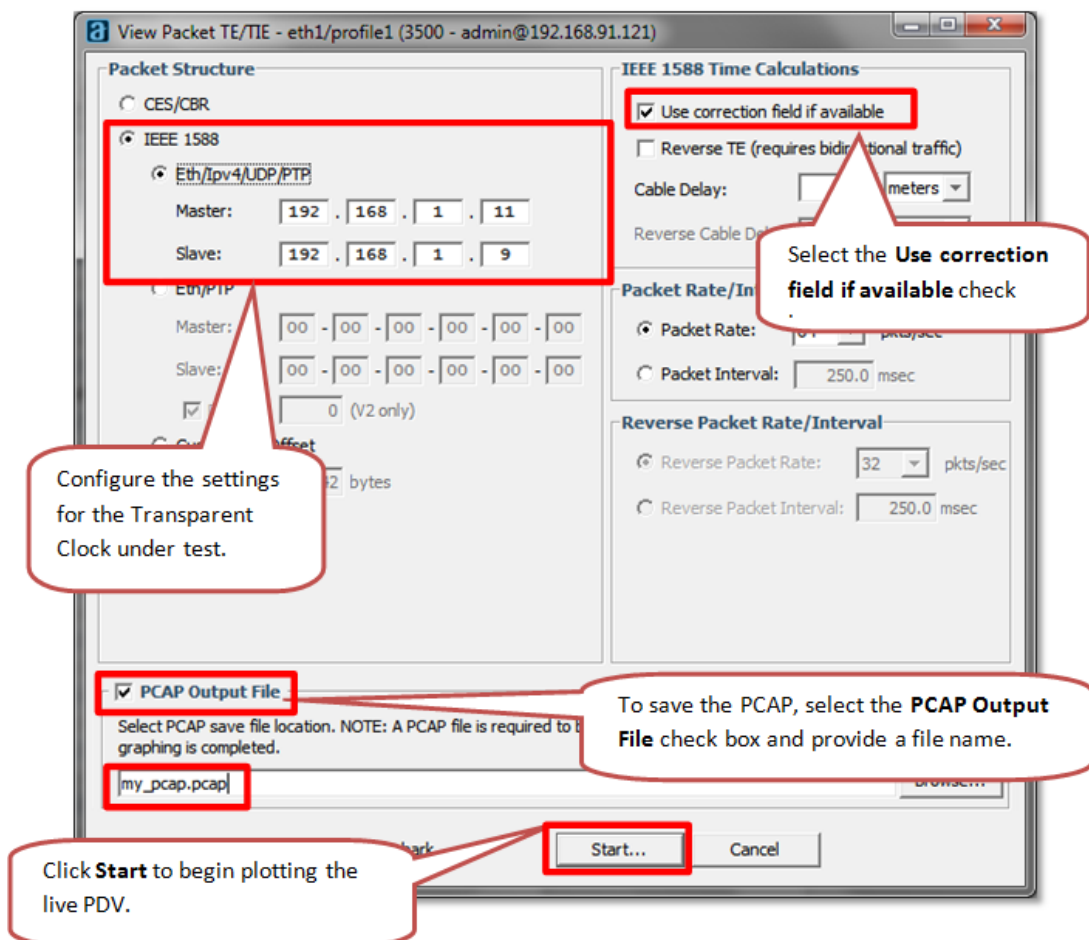 View Packet TE/TIE - eth1/profile1 (3500 - admin@192.168.91.121)
Packet Structure
CES/CBR
IEEE 1588
Eth/Ipv4/UDP/PTP
Master: 192 . 168 . 1 . 11
Slave: 192 . 168 . 1 . 9
Eth/PTP
Master: 00 - 00 - 00 - 00 - 00 - 00
Slave: 00 - 00 - 00 - 00 - 00 - 00
0 (V2 only)
Offset
bytes
Configure the settings
for the Transparent
Clock under test.
IEEE 1588 Time Calculations
Use correction field if available
Reverse TE (requires bidirectional traffic)
Cable Delay: meters
Reverse Cable
Select the Use correction
field if available check
Packet
Packet Rate: pkts/sec
Packet Interval: 250.0 msec
Reverse Packet Rate/Interval
Reverse Packet Rate: 32 pkts/sec
Reverse Packet Interval: 250.0 msec
PCAP Output File
Select PCAP save file location. NOTE: A PCAP file is required to
graphing is completed.
my_pcap.pcap
Browse...
To save the PCAP, select the PCAP Output
File check box and provide a file name.
Start... Cancel
Click Start to begin plotting the
live PDV.